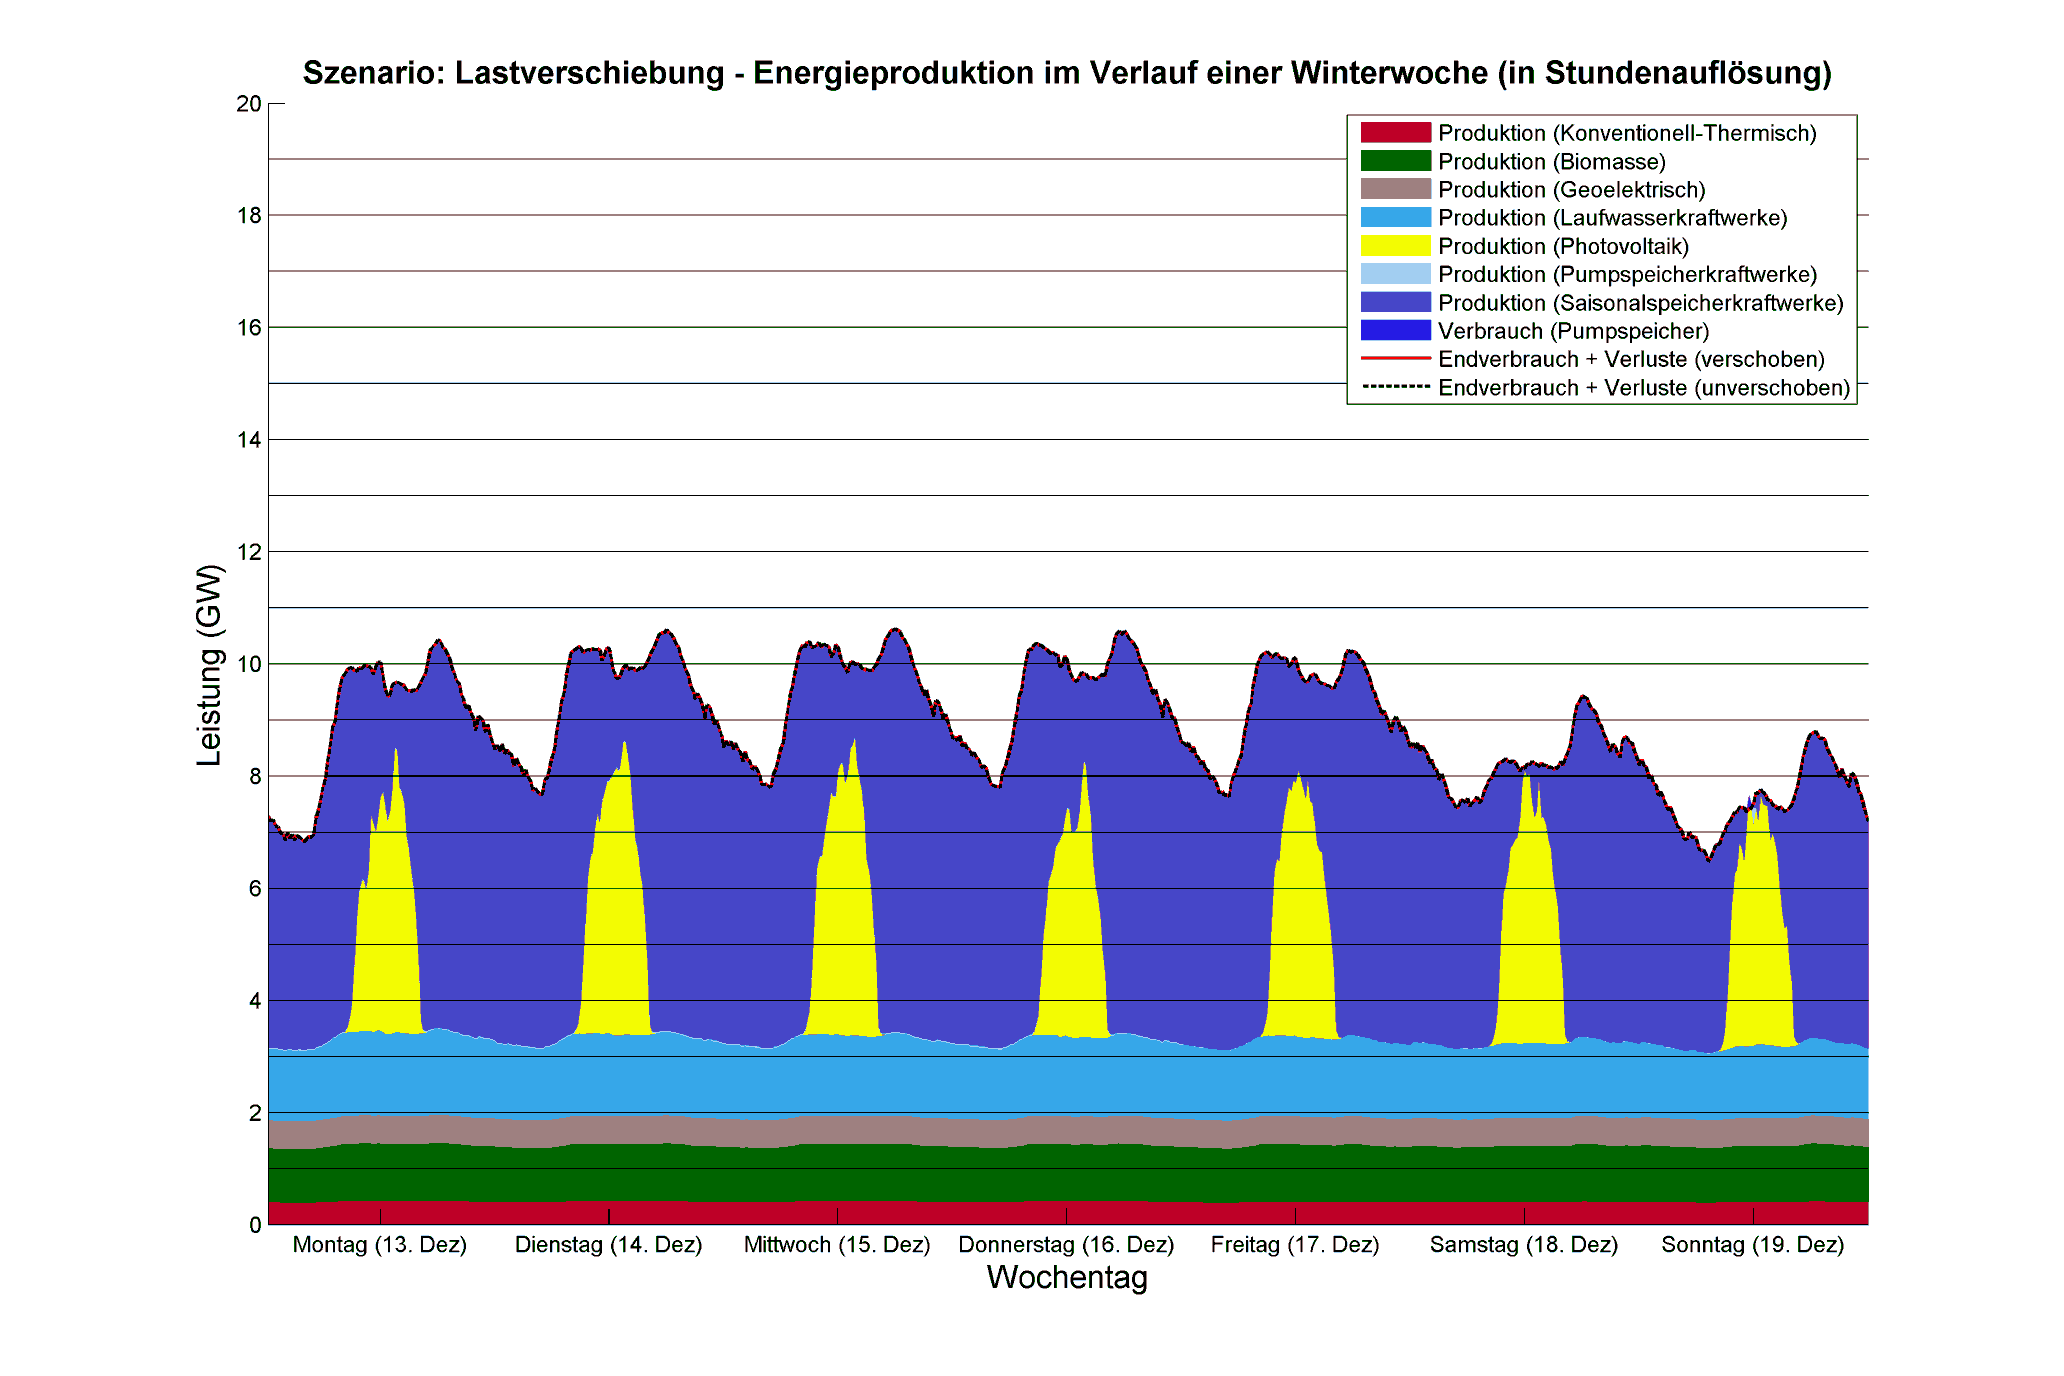 Szenario: Lastverschiebung - Energieproduktion im Verlauf einer Winterwoche (in Stundenauflösung)
20
18
16
14
12
10
8
6
4
2
0
Leistung (GW)
Produktion (Konventionell-Thermisch)
Produktion (Biomasse)
Produktion (Geoelektrisch)
Produktion (Laufwasserkraftwerke)
Produktion (Photovoltaik)
Produktion (Pumpspeicherkraftwerke)
Produktion (Saisonalspeicherkraftwerke)
Verbrauch (Pumpspeicher)
Endverbrauch + Verluste (verschoben)
Endverbrauch + Verluste (unverschoben)
Montag (13. Dez) Dienstag (14. Dez) Mittwoch (15. Dez) Donnerstag (16. Dez) Freitag (17. Dez) Samstag (18. Dez) Sonntag (19. Dez)
Wochentag